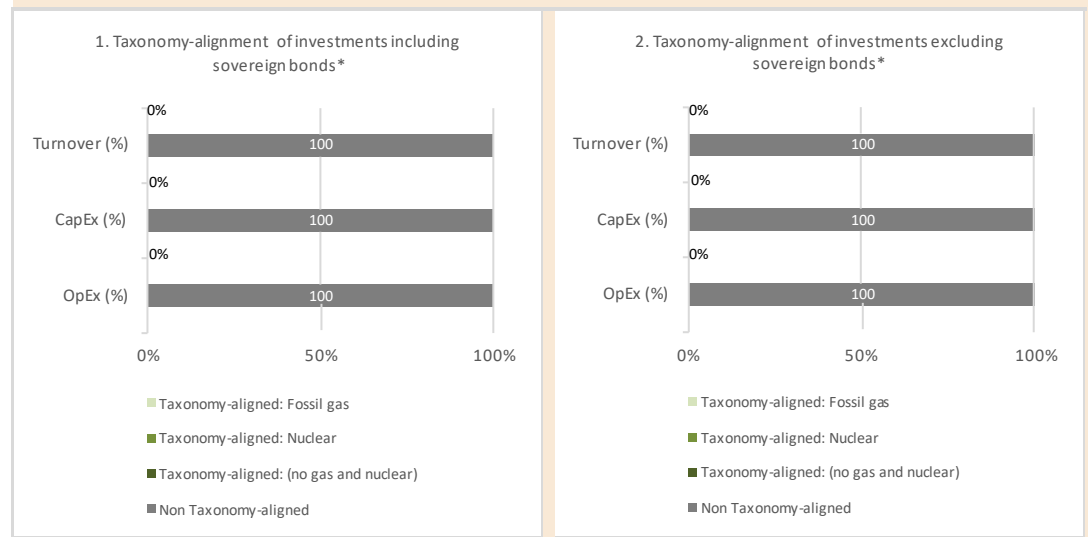 1. Taxonomy-alignment of investments including
sovereign bonds*
0%
Turnover (%)
100
0%
CapEx (%)
100
0%
OpEx (%)
100
0%
50%
100%
Taxonomy-aligned: Fossil gas
Taxonomy-aligned: Nuclear
Taxonomy-aligned: (no gas and nuclear)
Non Taxonomy-aligned
2. Taxonomy-alignment of investments excluding
sovereign bonds*
0%
Turnover (%)
100
0%
CapEx (%)
100
0%
OpEx (%)
100
0%
50%
100%
Taxonomy-aligned: Fossil gas
Taxonomy-aligned: Nuclear
Taxonomy-aligned: (no gas and nuclear)
Non Taxonomy-aligned